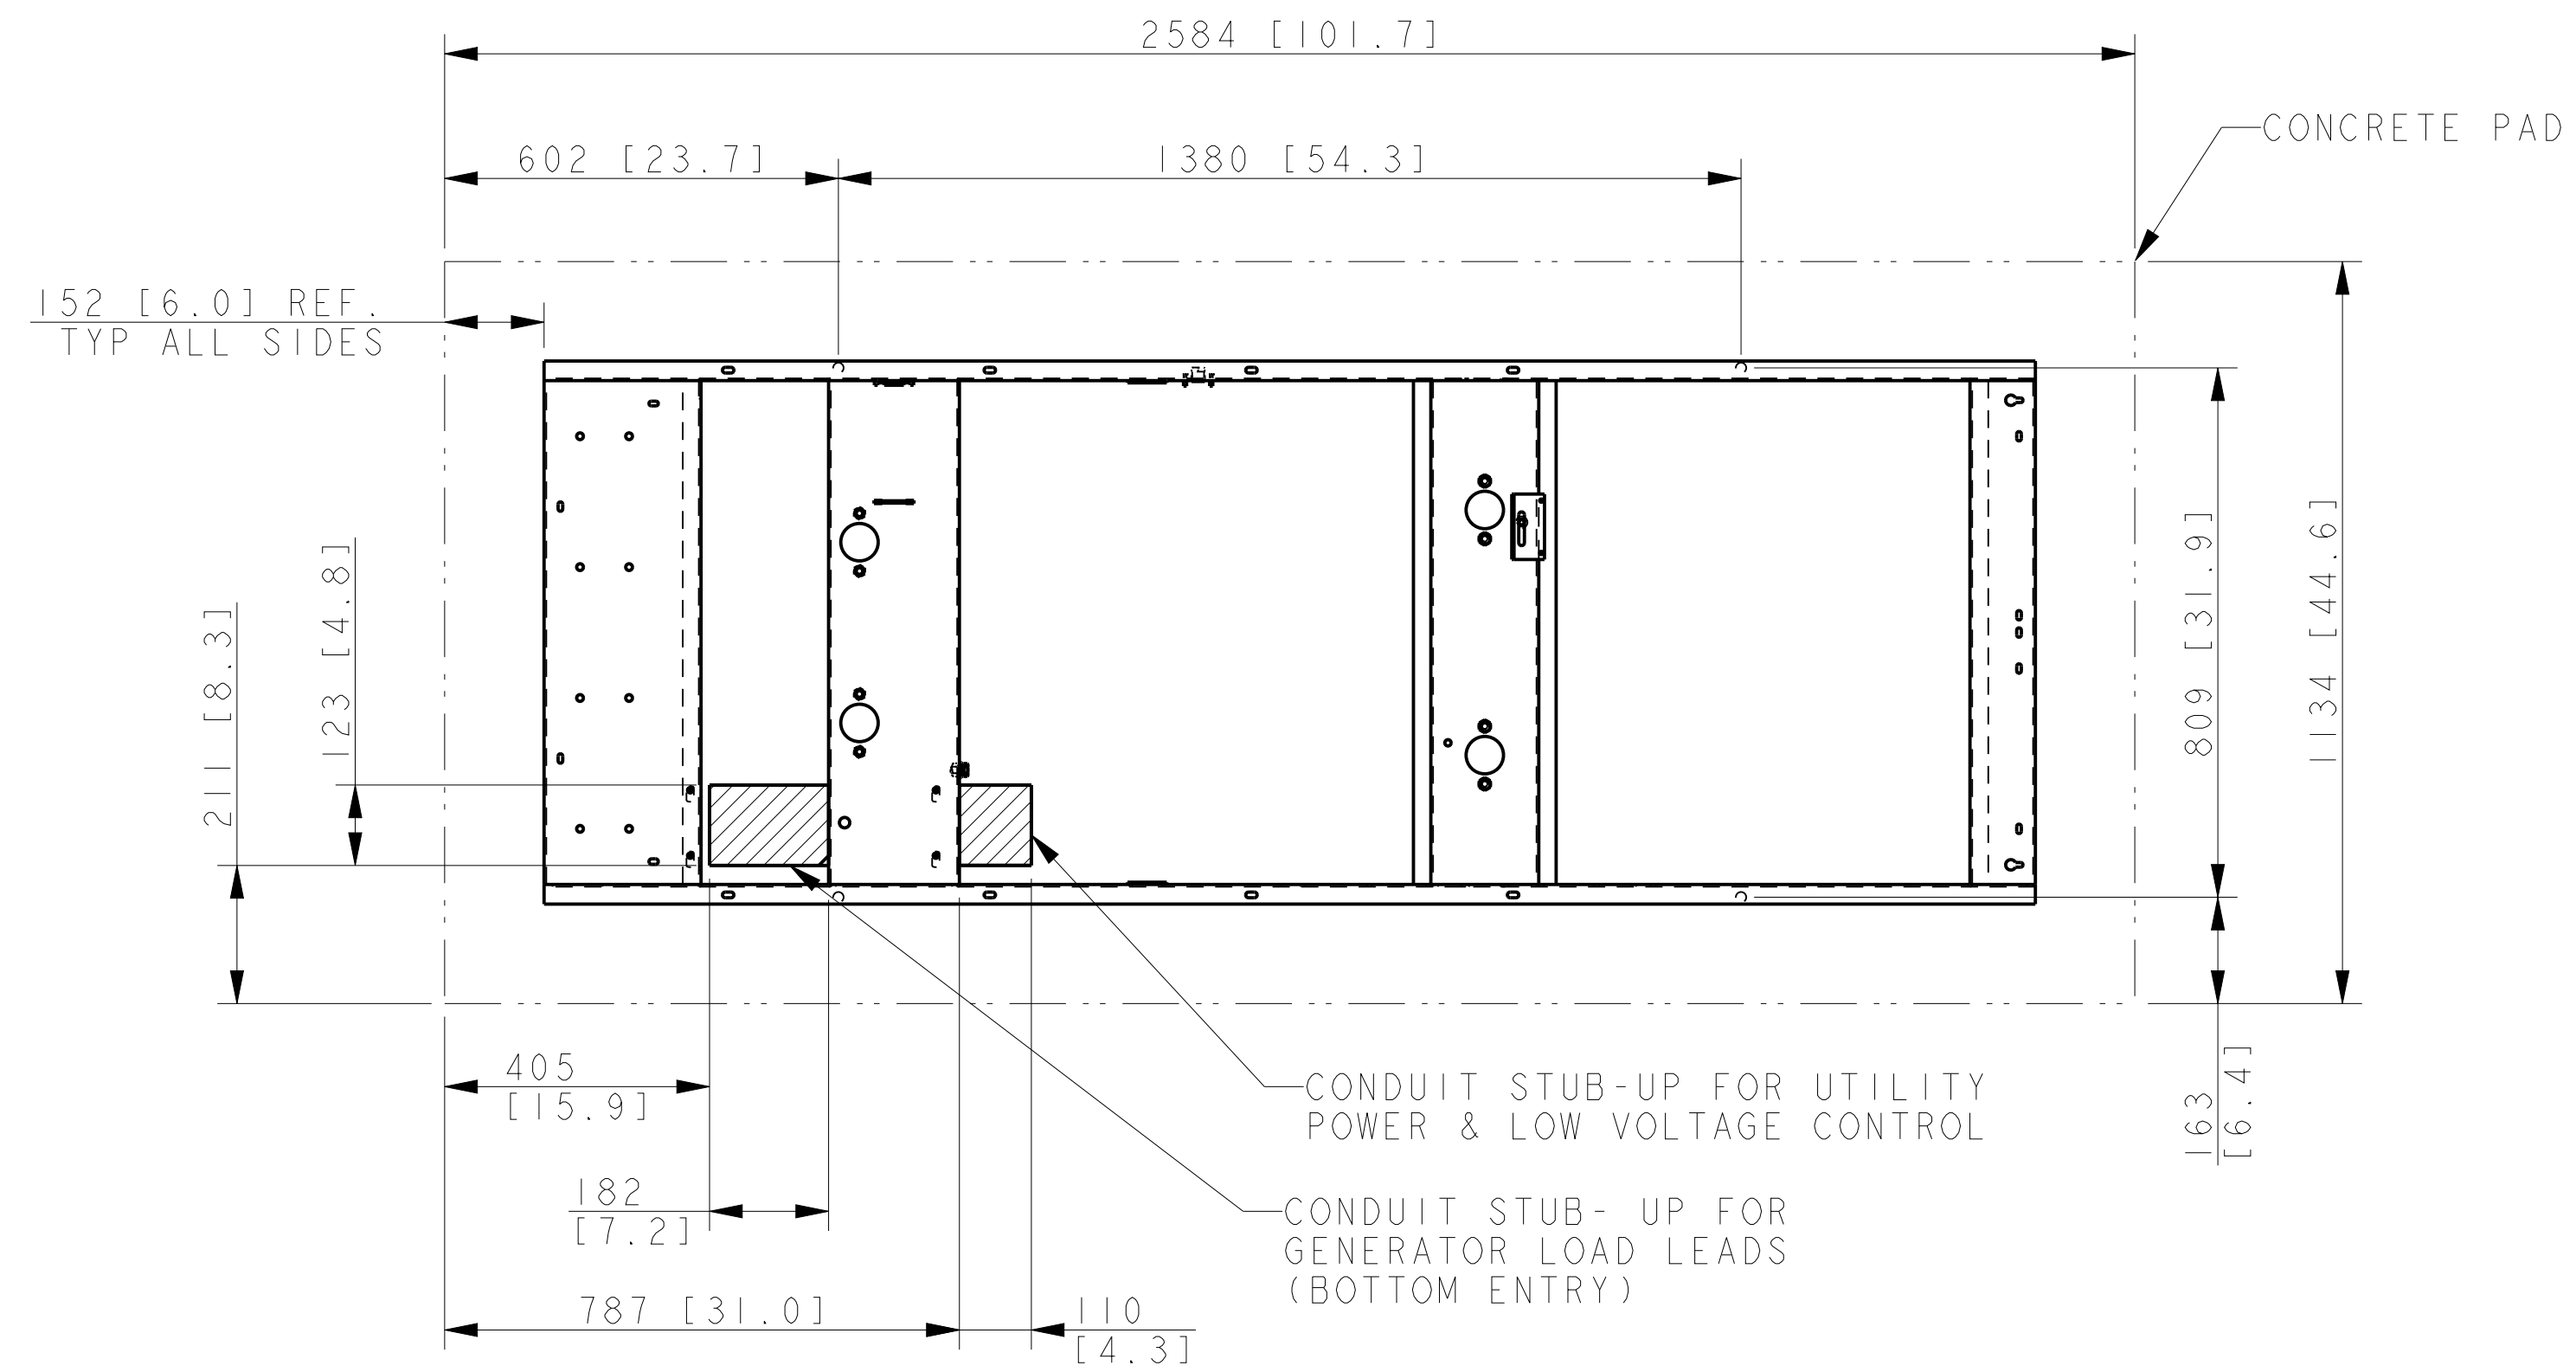 2584 [101.7]
CONCRETE PAD
602 [23.7]
1380 [54.3]
152 [6.0] REF.
TYP ALL SIDES
123 [4.8]
211 [8.3]
809 [31.9]
1134 [44.6]
405
[15.9]
CONDUIT STUB-UP FOR UTILITY
POWER & LOW VOLTAGE CONTROL
163
[6.4]
182
[7.2]
CONDUIT STUB- UP FOR
GENERATOR LOAD LEADS
(BOTTOM ENTRY)
787 [31.0]
110
[4.3]